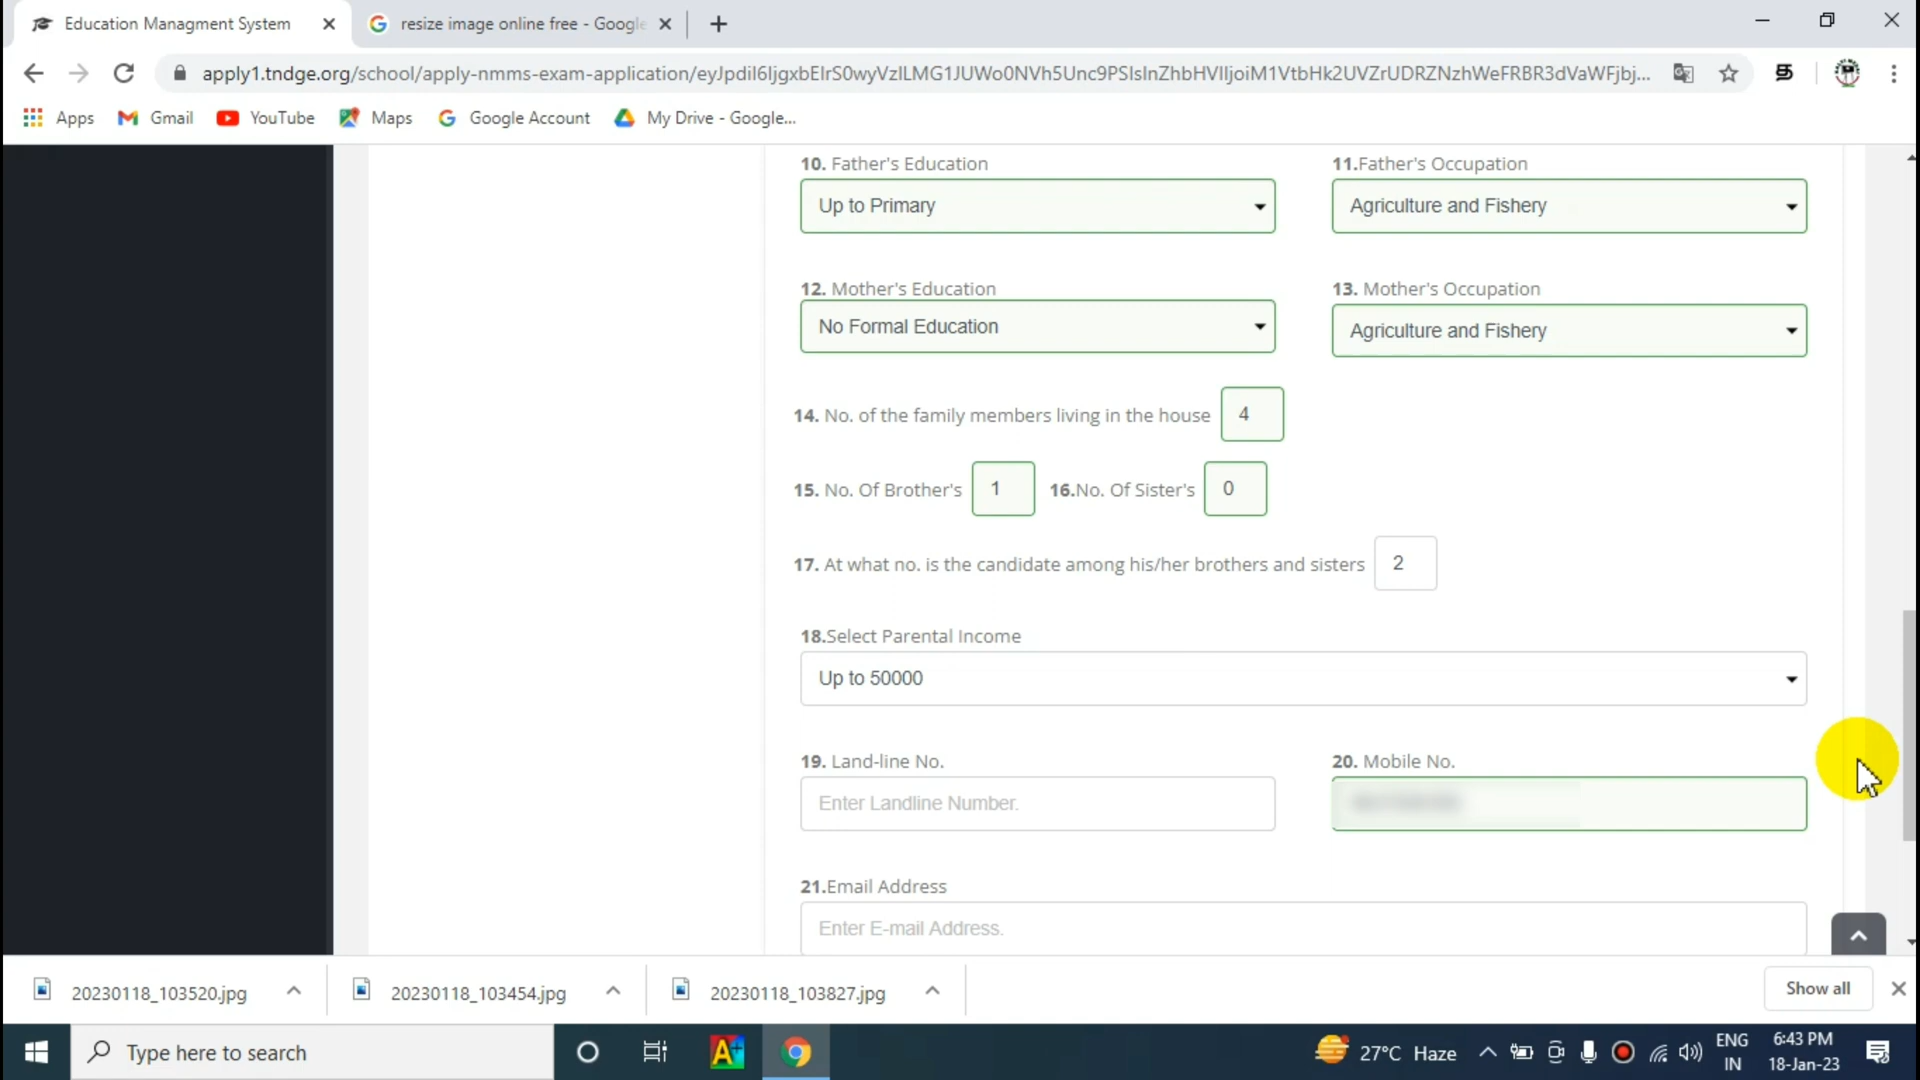 Education Managment System
resize image online free - Google
apply1.tndge.org/school/apply-nmms-exam-application/
Apps
Gmail
YouTube
Maps
Google Account
My Drive - Google...
10. Father's Education
11.Father's Occupation
Up to Primary
Agriculture and Fishery
12. Mother's Education
13. Mother's Occupation
No Formal Education
Agriculture and Fishery
14. No. of the family members living in the house 4
15. No. Of Brother's 1 16.No. Of Sister's 0
17. At what no. is the candidate among his/her brothers and sisters 2
18.Select Parental Income
Up to 50000
19. Land-line No.
20. Mobile No.
Enter Landline Number.
21.Email Address
Enter E-mail Address.
20230118_103520.jpg
20230118_103454.jpg
20230118_103827.jpg
Show all
Type here to search
27°C Haze
ENG
IN
6:43 PM
18-Jan-23